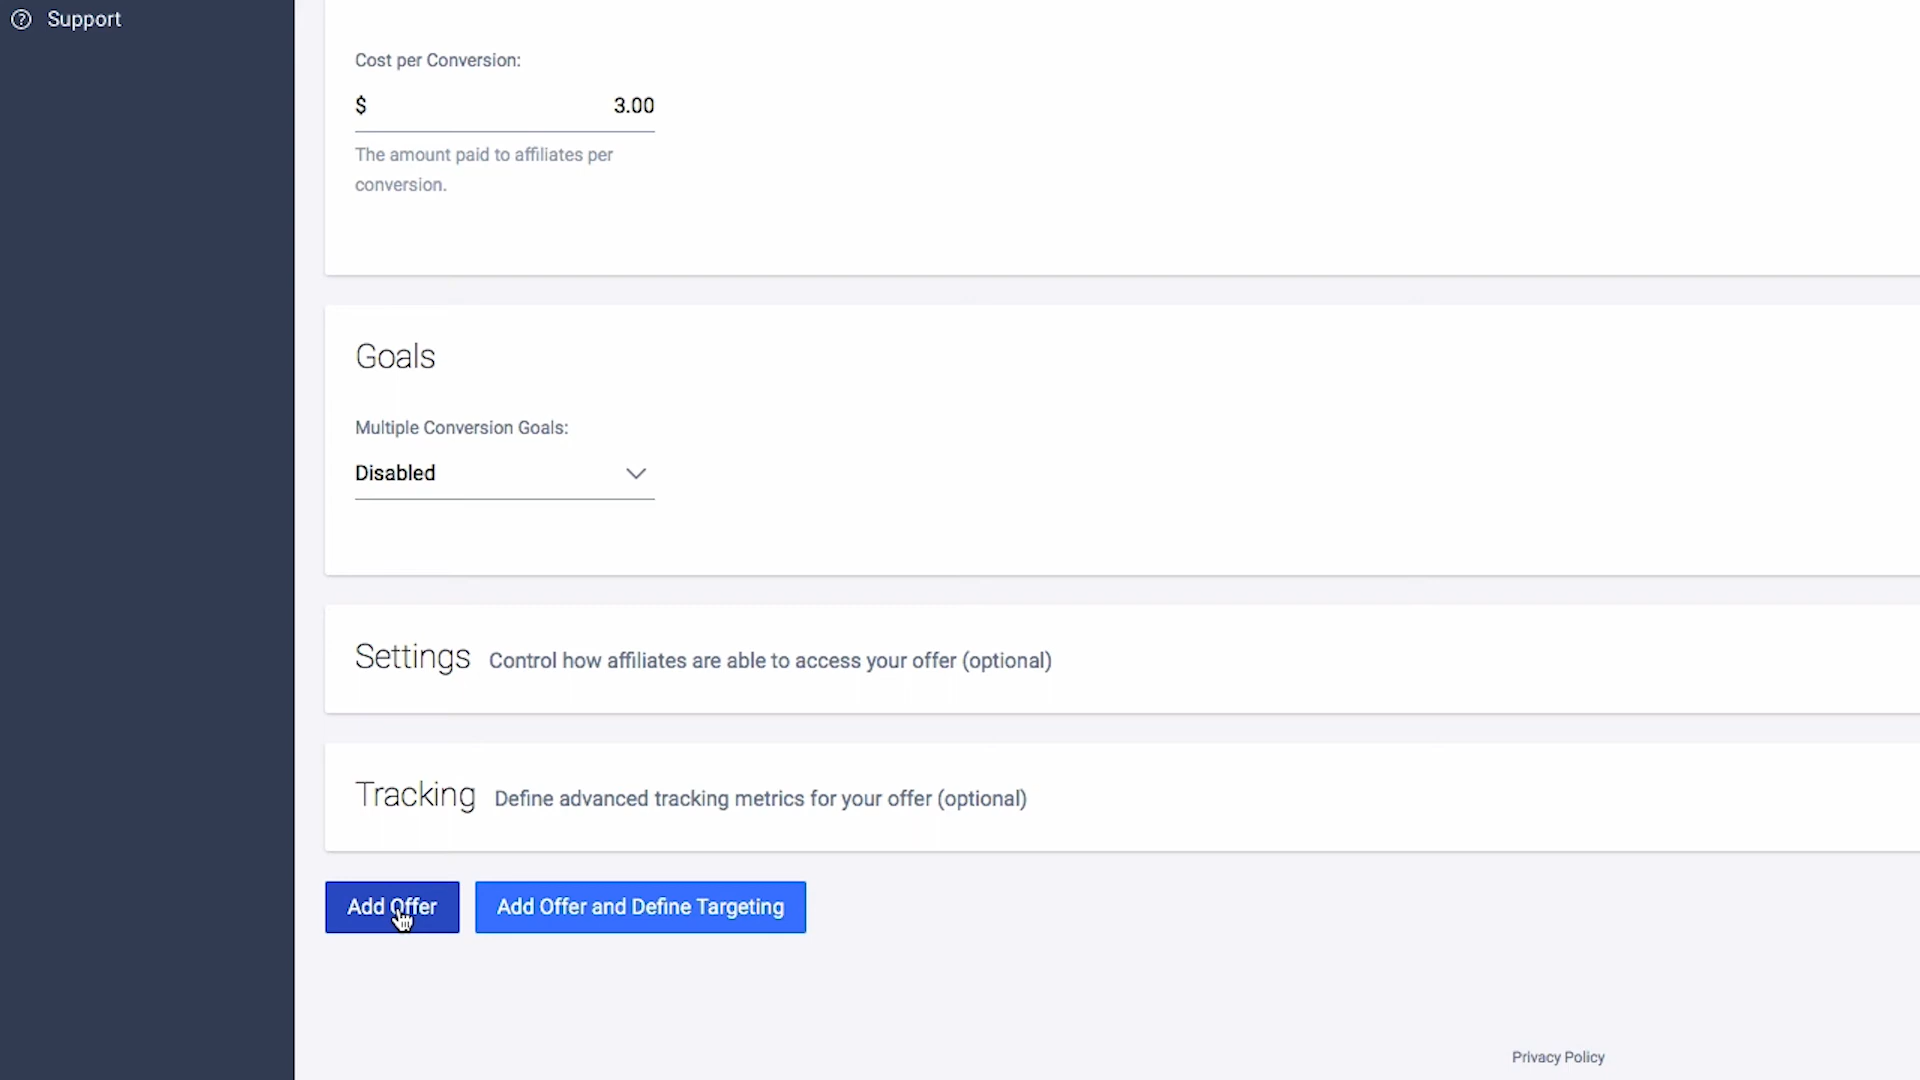 Support
Cost per Conversion:
$ 3.00
The amount paid to affiliates per
conversion.
Goals
Multiple Conversion Goals:
Disabled
Settings Control how affiliates are able to access your offer (optional)
Tracking Define advanced tracking metrics for your offer (optional)
Add Offer Add Offer and Define Targeting
Privacy Policy